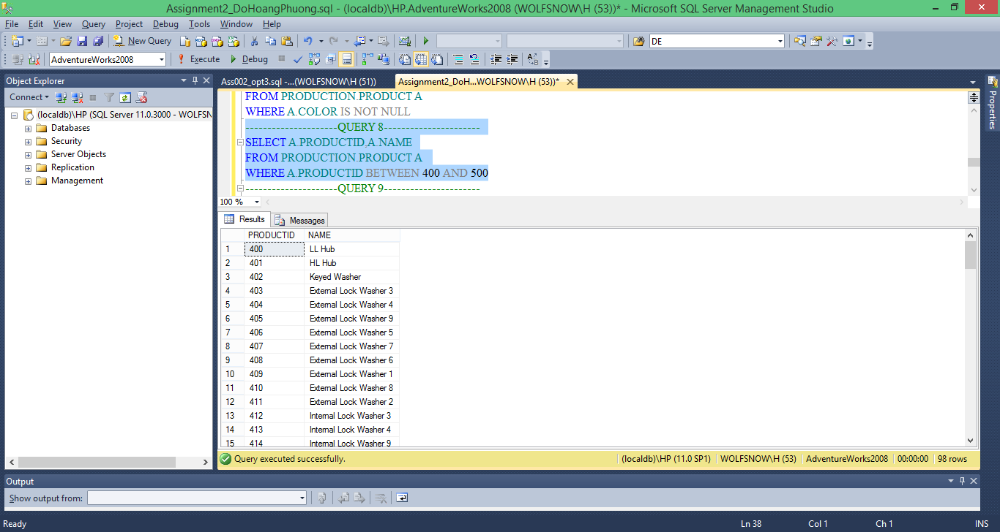 Assignment2_DoHoangPhuong.sql - (localdb)\HP.AdventureWorks2008 (WOLFSNOW\H (53))* - Microsoft SQL Server Management Studio
File Edit View Query Project Debug Tools Window Help
New Query DE
AdventureWorks2008 Execute Debug
Object Explorer
Connect
(localdb)\HP (SQL Server 11.0.3000 - WOLFSN
Databases
Security
Server Objects
Replication
Management
Ass002_opt3.sql -...(WOLFSNOW\H (51)) Assignment2_DoH...WOLFSNOW\H (53))*
FROM PRODUCTION.PRODUCT A
WHERE A.COLOR IS NOT NULL
---------------------QUERY 8----------------------
SELECT A.PRODUCTID,A.NAME
FROM PRODUCTION.PRODUCT A
WHERE A.PRODUCTID BETWEEN 400 AND 500
---------------------QUERY 9----------------------
100 %
Results Messages
PRODUCTID NAME
1 400 LL Hub
2 401 HL Hub
3 402 Keyed Washer
4 403 External Lock Washer 3
5 404 External Lock Washer 4
6 405 External Lock Washer 9
7 406 External Lock Washer 5
8 407 External Lock Washer 7
9 408 External Lock Washer 6
10 409 External Lock Washer 1
11 410 External Lock Washer 8
12 411 External Lock Washer 2
13 412 Internal Lock Washer 3
14 413 Internal Lock Washer 4
15 414 Internal Lock Washer 9
Query executed successfully. (localdb)\HP (11.0 SP1) WOLFSNOW\H (53) AdventureWorks2008 00:00:00 98 rows
Properties
Output
Show output from:
Ready Ln 38 Col 1 Ch 1 INS